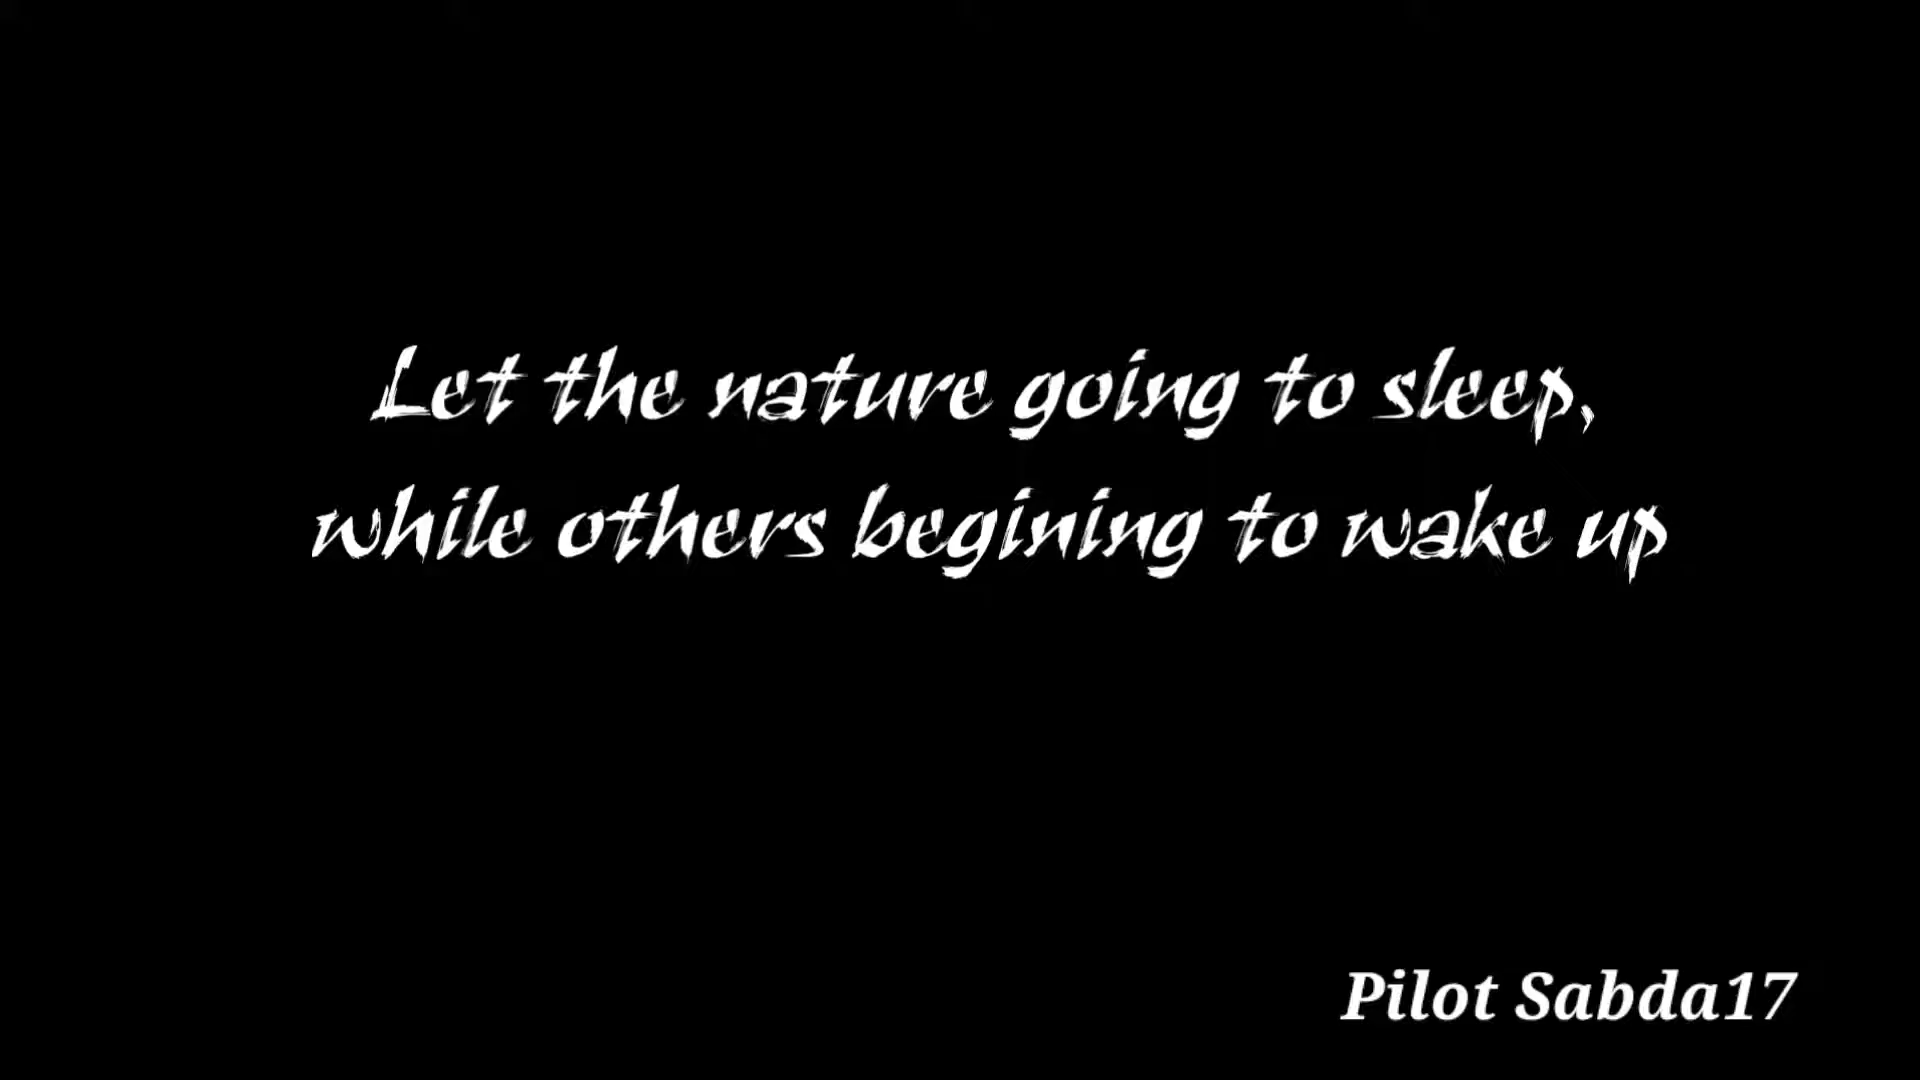 Let the nature going to sleep,
while others begining to wake up
Pilot Sabda17